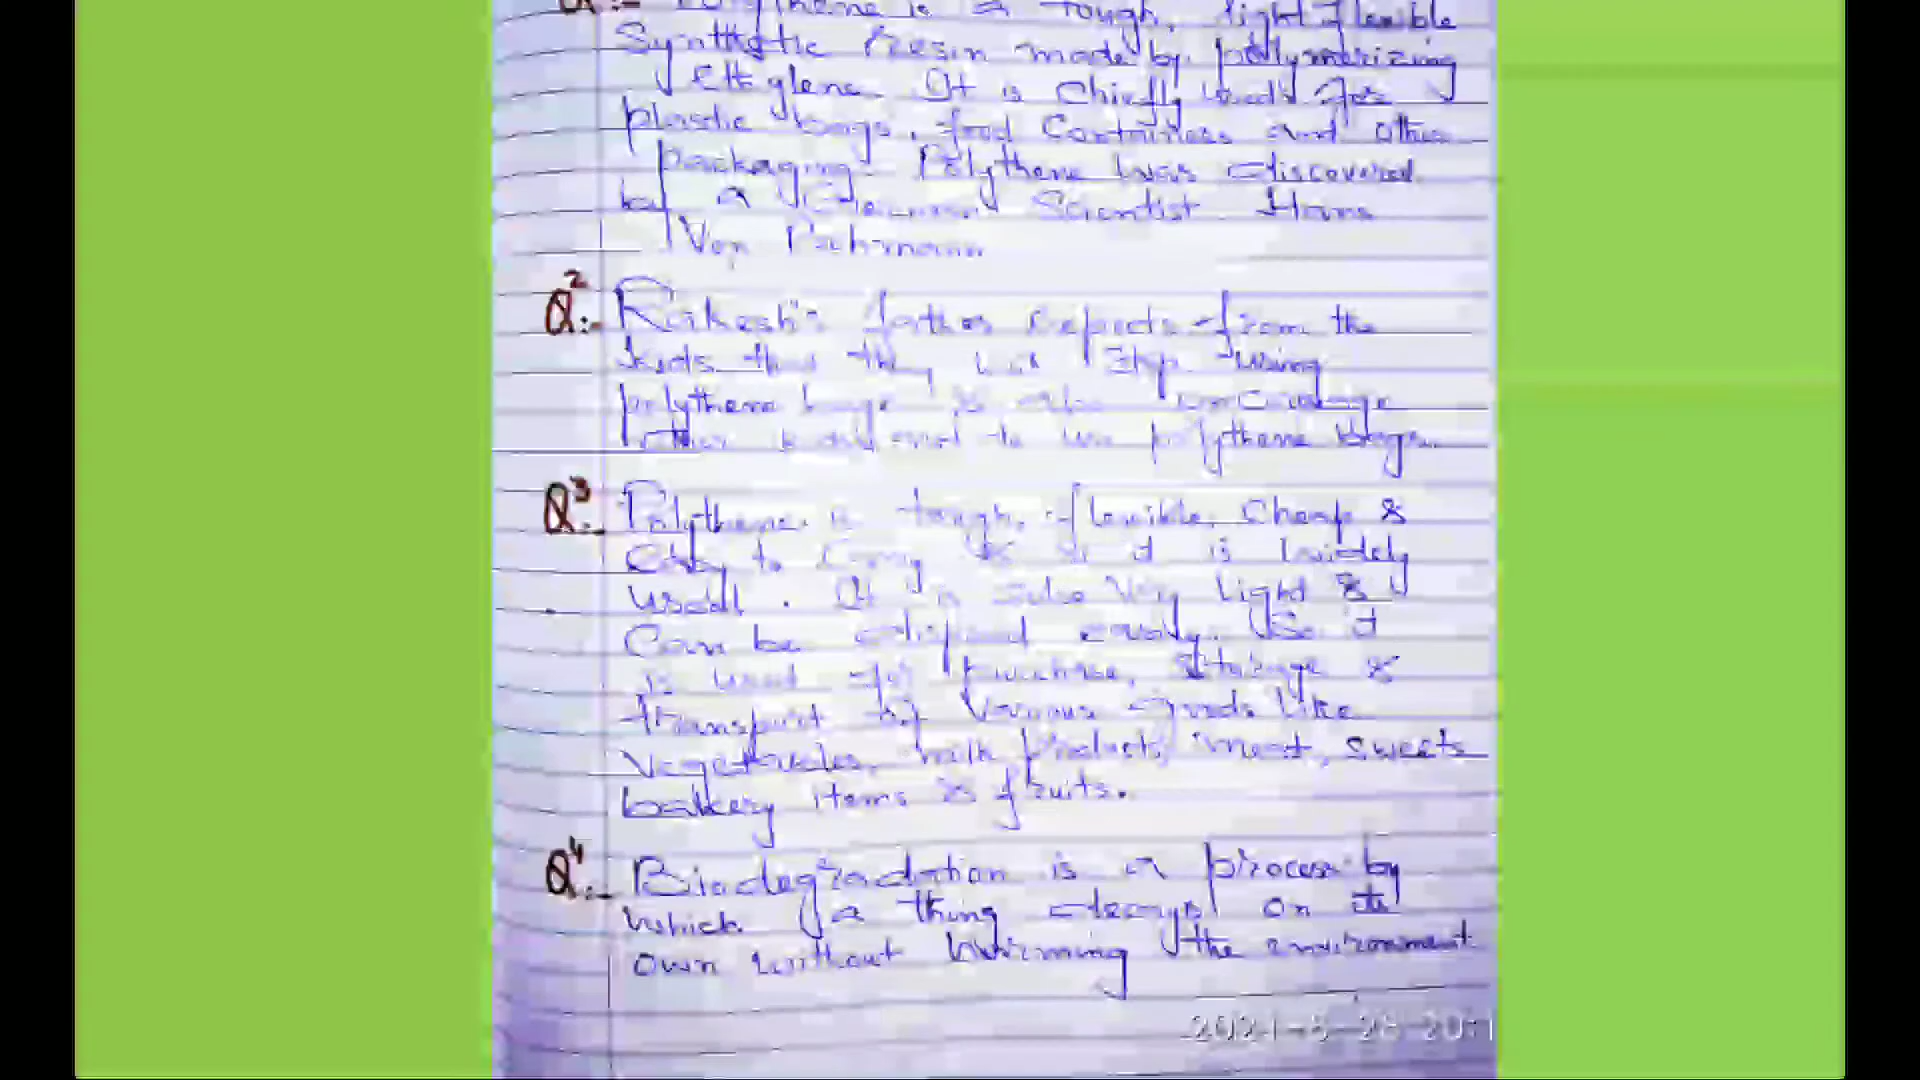 Q:- Polythene is a tough, light flexible
Synthetic resin made by polymerizing
ethylene. It is Chiefly used for
plastic bags, food Containers and other
packaging. Polythene was discovered
by a German Scientist Hans
Von Pechmann
Q2:- Rakesh's father expects from the
kids that they will Stop using
polythene bags & also encourage
other to use polythene bags.
Q3:- Polythene is tough, flexible, Cheap &
Easy to Carry & so it is widely
used. It is also Very light &
Can be easily. So it
is used for purchase, Storage &
transport of Various goods like
Vegetables, milk products, meat, sweets
bakery items & fruits.
Q4:- Biodegradation is a process by
which a thing decays on its
own without harming the environment